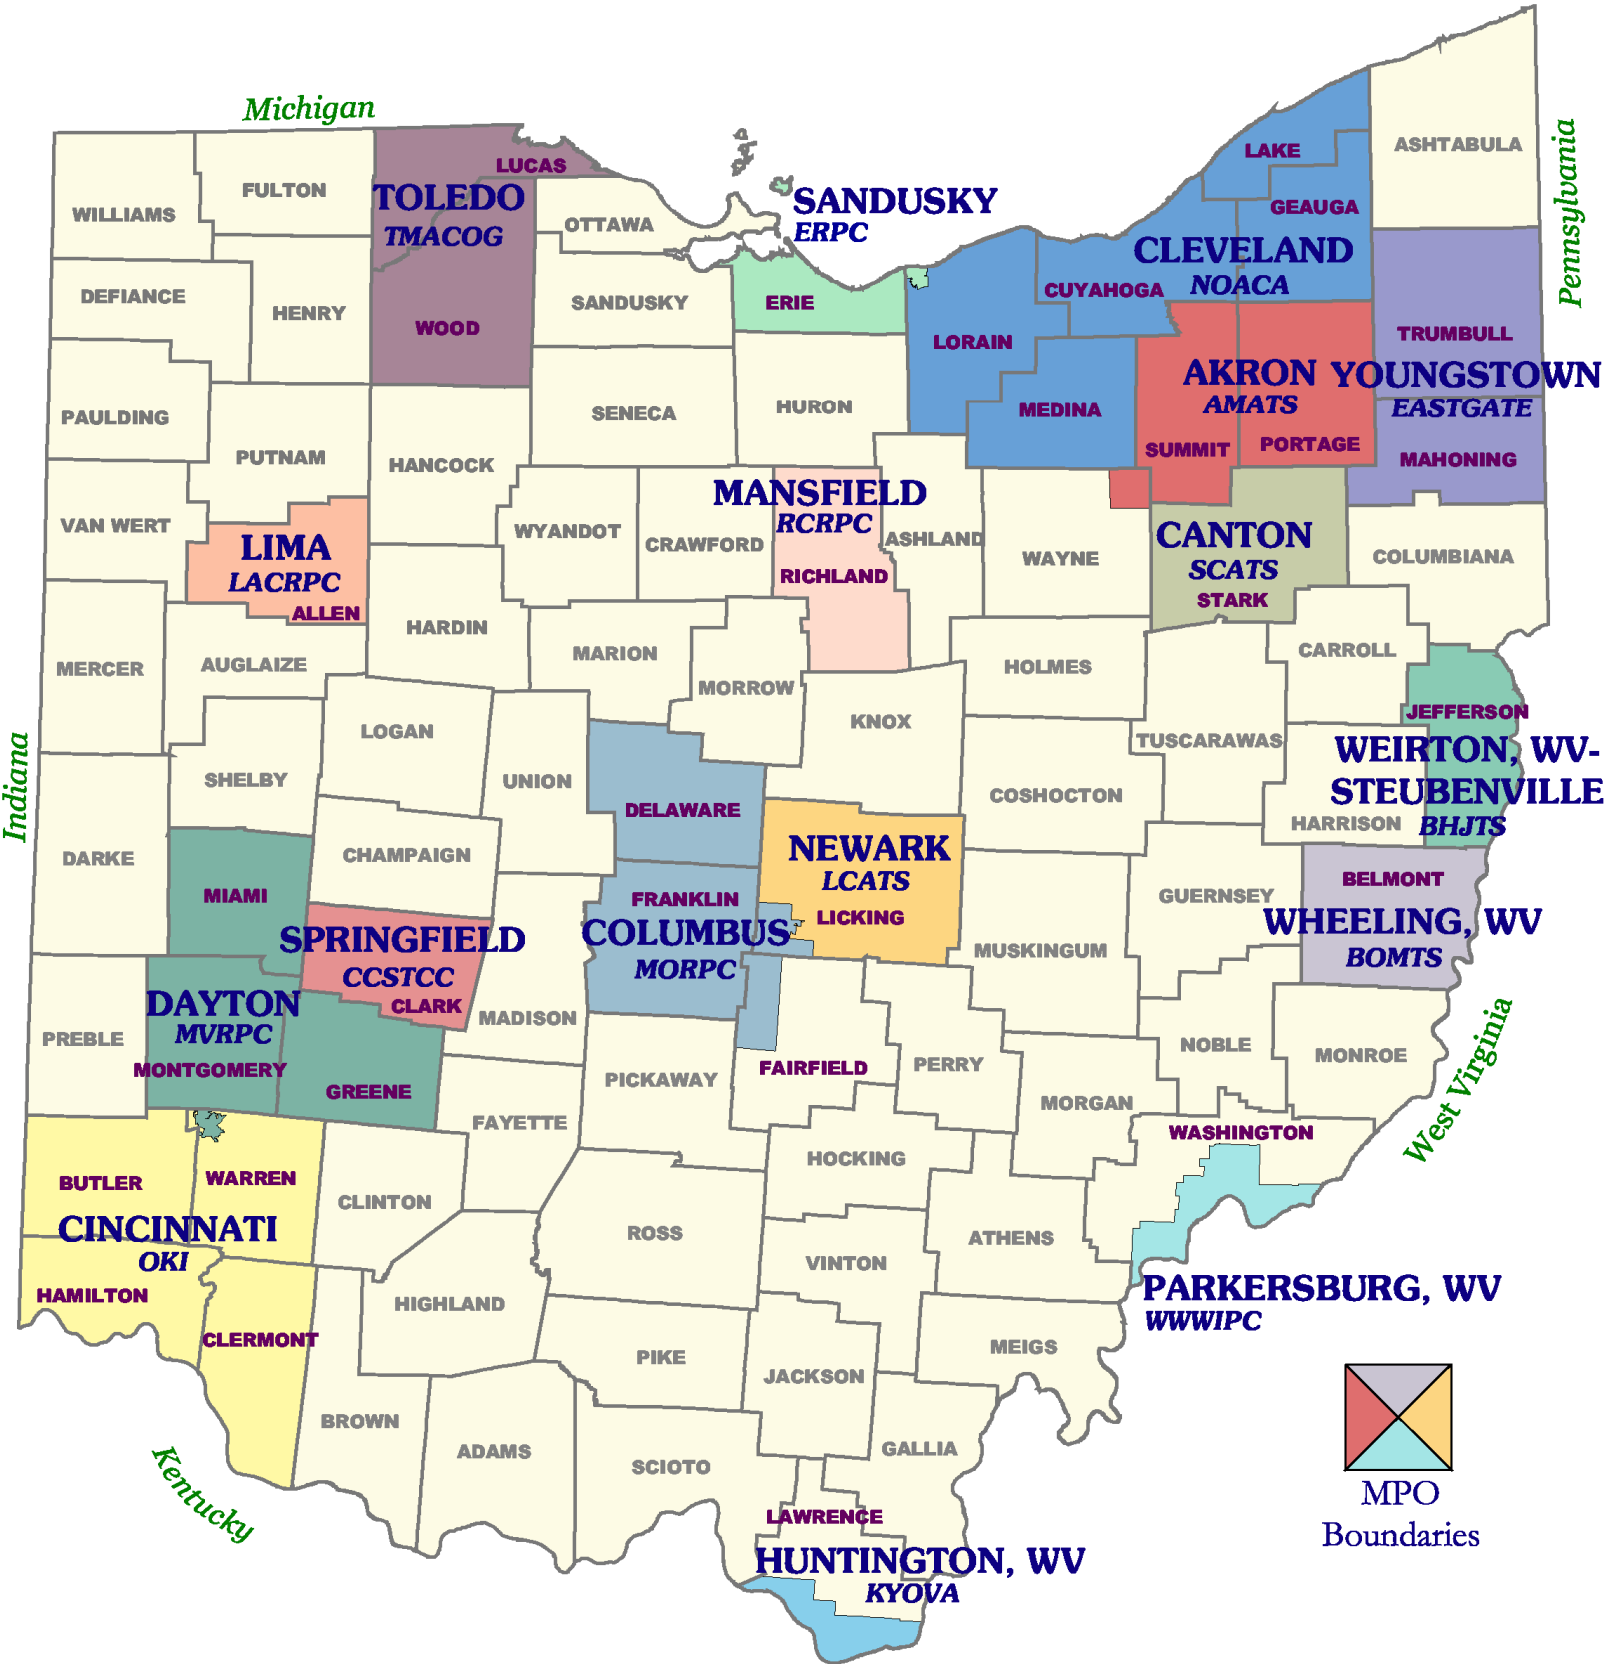 Michigan
Pennsylvania
Indiana
West Virginia
Kentucky
ASHTABULA
LAKE
LUCAS
FULTON
WILLIAMS
TOLEDO
TMACOG
OTTAWA
SANDUSKY
ERPC
GEAUGA
CLEVELAND
NOACA
CUYAHOGA
DEFIANCE
HENRY
WOOD
SANDUSKY
ERIE
LORAIN
TRUMBULL
AKRON
AMATS
YOUNGSTOWN
EASTGATE
PAULDING
SENECA
HURON
MEDINA
SUMMIT
PORTAGE
MAHONING
PUTNAM
HANCOCK
MANSFIELD
RCRPC
VAN WERT
WYANDOT
CRAWFORD
ASHLAND
WAYNE
CANTON
SCATS
STARK
COLUMBIANA
LIMA
LACRPC
ALLEN
RICHLAND
HARDIN
MARION
MERCER
AUGLAIZE
MORROW
HOLMES
CARROLL
JEFFERSON
LOGAN
KNOX
TUSCARAWAS
WEIRTON, WV-
STEUBENVILLE
BHJTS
SHELBY
UNION
DELAWARE
COSHOCTON
HARRISON
DARKE
CHAMPAIGN
NEWARK
LCATS
LICKING
MIAMI
FRANKLIN
COLUMBUS
MORPC
GUERNSEY
BELMONT
WHEELING, WV
BOMTS
SPRINGFIELD
CCSTCC
CLARK
MUSKINGUM
DAYTON
MVRPC
MONTGOMERY
MADISON
PREBLE
NOBLE
MONROE
GREENE
PICKAWAY
FAIRFIELD
PERRY
MORGAN
FAYETTE
WASHINGTON
BUTLER
WARREN
CLINTON
HOCKING
CINCINNATI
OKI
ROSS
ATHENS
HAMILTON
VINTON
PARKERSBURG, WV
WWWIPC
HIGHLAND
CLERMONT
PIKE
JACKSON
MEIGS
BROWN
ADAMS
SCIOTO
GALLIA
LAWRENCE
HUNTINGTON, WV
KYOVA
MPO
Boundaries